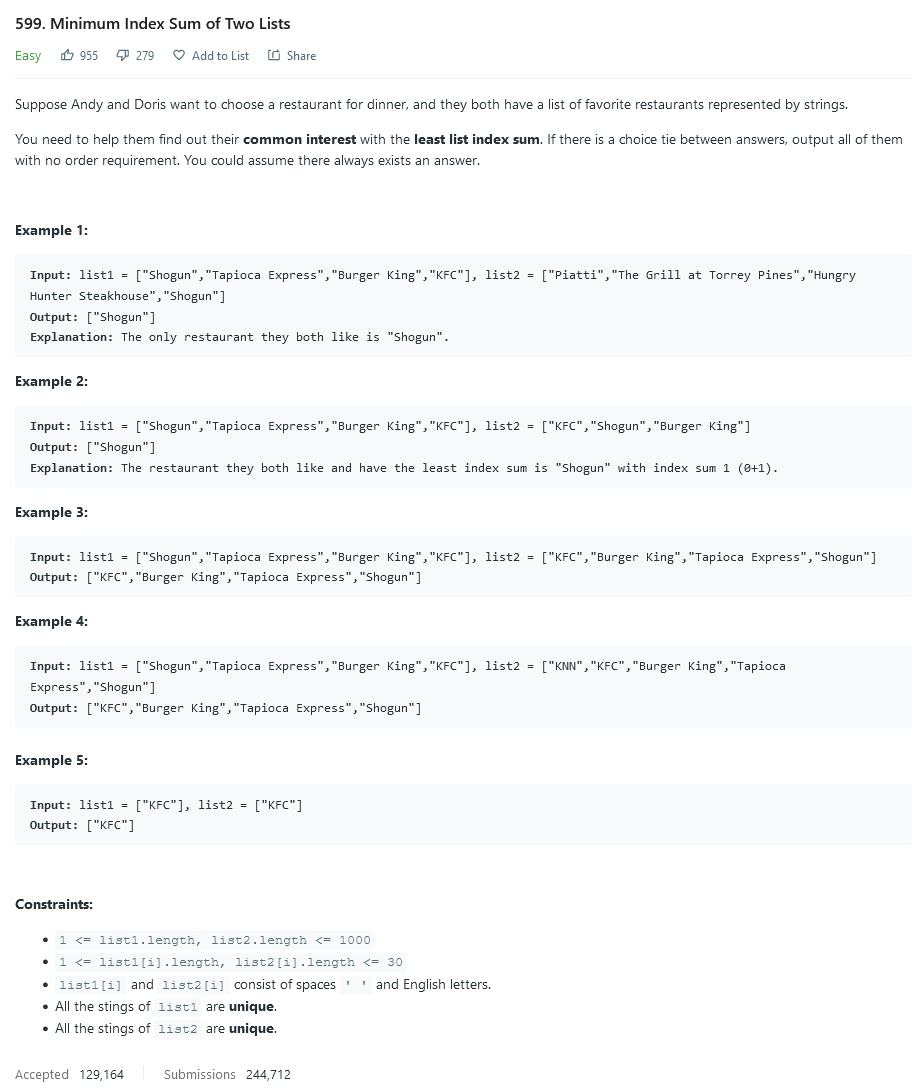 599. Minimum Index Sum of Two Lists
Easy 955 279 Add to List Share
Suppose Andy and Doris want to choose a restaurant for dinner, and they both have a list of favorite restaurants represented by strings.
You need to help them find out their common interest with the least list index sum. If there is a choice tie between answers, output all of them
with no order requirement. You could assume there always exists an answer.
Example 1:
Input: list1 = ["Shogun","Tapioca Express","Burger King","KFC"], list2 = ["Piatti","The Grill at Torrey Pines","Hungry
Hunter Steakhouse","Shogun"]
Output: ["Shogun"]
Explanation: The only restaurant they both like is "Shogun".
Example 2:
Input: list1 = ["Shogun","Tapioca Express","Burger King","KFC"], list2 = ["KFC","Shogun","Burger King"]
Output: ["Shogun"]
Explanation: The restaurant they both like and have the least index sum is "Shogun" with index sum 1 (0+1).
Example 3:
Input: list1 = ["Shogun","Tapioca Express","Burger King","KFC"], list2 = ["KFC","Burger King","Tapioca Express","Shogun"]
Output: ["KFC","Burger King","Tapioca Express","Shogun"]
Example 4:
Input: list1 = ["Shogun","Tapioca Express","Burger King","KFC"], list2 = ["KNN","KFC","Burger King","Tapioca
Express","Shogun"]
Output: ["KFC","Burger King","Tapioca Express","Shogun"]
Example 5:
Input: list1 = ["KFC"], list2 = ["KFC"]
Output: ["KFC"]
Constraints:
• 1 <= list1.length, list2.length <= 1000
• 1 <= list1[i].length, list2[i].length <= 30
• list1[i] and list2[i] consist of spaces ' ' and English letters.
• All the stings of list1 are unique.
• All the stings of list2 are unique.
Accepted 129,164 Submissions 244,712